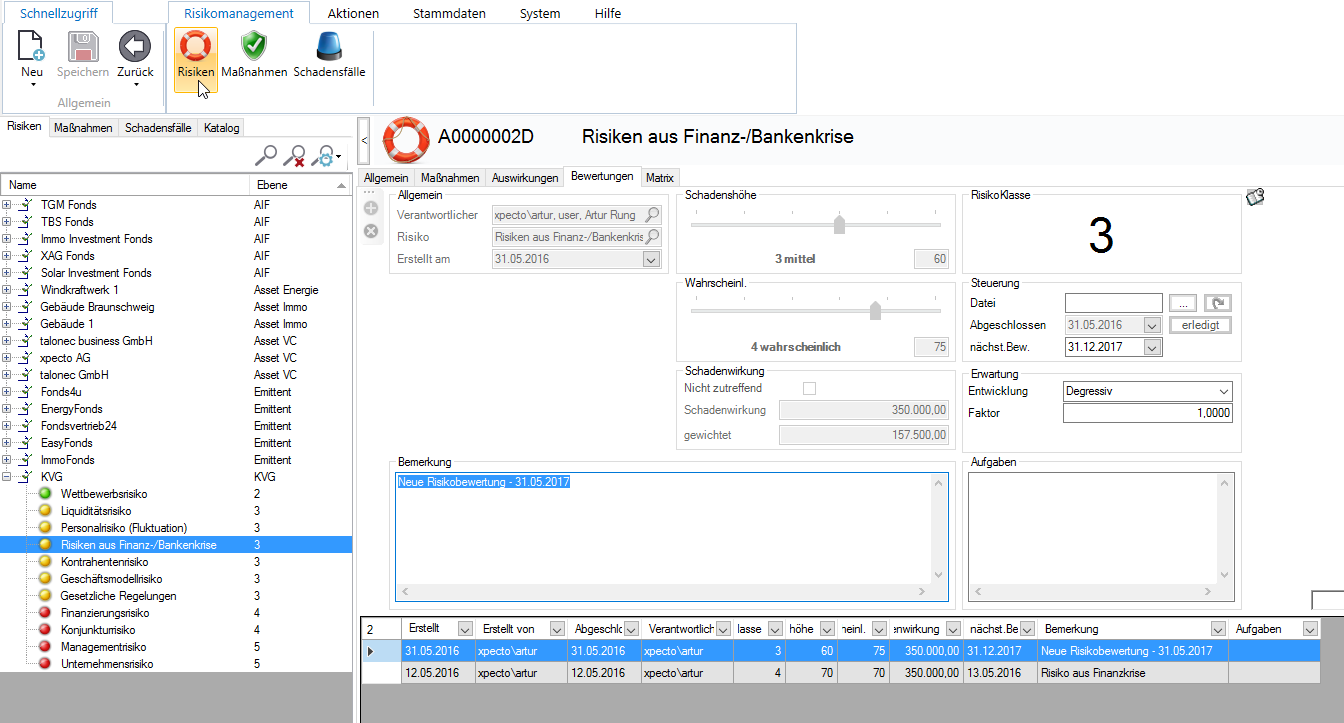 Schnellzugriff Risikomanagement Aktionen Stammdaten System Hilfe
Neu Speichern Zurück Risiken Maßnahmen Schadensfälle
Allgemein
Risiken Maßnahmen Schadensfälle Katalog
Name Ebene
TGM Fonds AIF
TBS Fonds AIF
Immo Investment Fonds AIF
XAG Fonds AIF
Solar Investment Fonds AIF
Windkraftwerk 1 Asset Energie
Gebäude Braunschweig Asset Immo
Gebäude 1 Asset Immo
talonec business GmbH Asset VC
xpecto AG Asset VC
talonec GmbH Asset VC
Fonds4u Emittent
EnergyFonds Emittent
Fondsvertrieb24 Emittent
EasyFonds Emittent
ImmoFonds Emittent
KVG KVG
Wettbewerbsrisiko 2
Liquiditätsrisiko 3
Personalrisiko (Fluktuation) 3
Risiken aus Finanz-/Bankenkrise 3
Kontrahentenrisiko 3
Geschäftsmodellrisiko 3
Gesetzliche Regelungen 3
Finanzierungsrisiko 4
Konjunkturrisiko 4
Managementrisiko 5
Unternehmensrisiko 5
< A0000002D Risiken aus Finanz-/Bankenkrise
Allgemein Maßnahmen Auswirkungen Bewertungen Matrix
Allgemein
Verantwortlicher xpecto\artur, user, Artur Rung
Risiko Risiken aus Finanz-/Bankenkris
Erstellt am 31.05.2016
Schadenshöhe
3 mittel 60
Wahrscheinl.
4 wahrscheinlich 75
Schadenwirkung
Nicht zutreffend
Schadenwirkung 350.000,00
gewichtet 157.500,00
RisikoKlasse
3
Steuerung
Datei ...
Abgeschlossen 31.05.2016 erledigt
nächst.Bew. 31.12.2017
Erwartung
Entwicklung Degressiv
Faktor 1,0000
Bemerkung
Neue Risikobewertung - 31.05.2017
Aufgaben
2 Erstellt Erstellt von Abgeschlc Verantwortlich lasse höhe neinl. enwirkung nächst.Be Bemerkung Aufgaben
31.05.2016 xpecto\artur 31.05.2016 xpecto\artur 3 60 75 350.000,00 31.12.2017 Neue Risikobewertung - 31.05.2017
12.05.2016 xpecto\artur 12.05.2016 xpecto\artur 4 70 70 350.000,00 13.05.2016 Risiko aus Finanzkrise